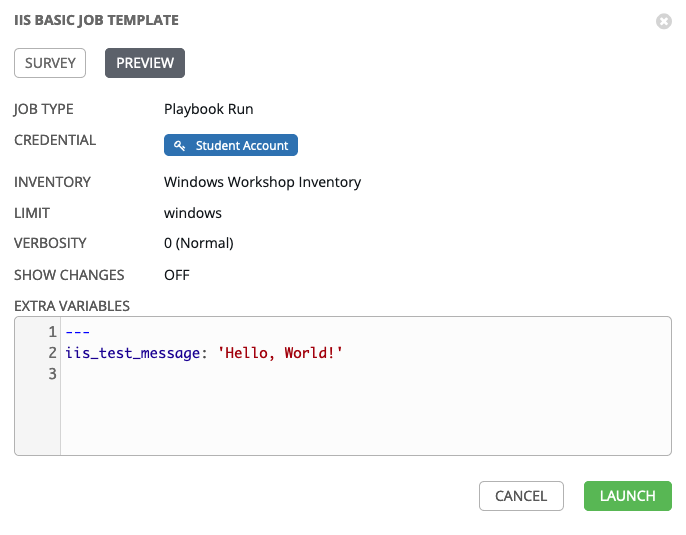 IIS BASIC JOB TEMPLATE
SURVEY PREVIEW
JOB TYPE Playbook Run
CREDENTIAL Student Account
INVENTORY Windows Workshop Inventory
LIMIT windows
VERBOSITY 0 (Normal)
SHOW CHANGES OFF
EXTRA VARIABLES
1 ---
2 iis_test_message: 'Hello, World!'
3
CANCEL LAUNCH